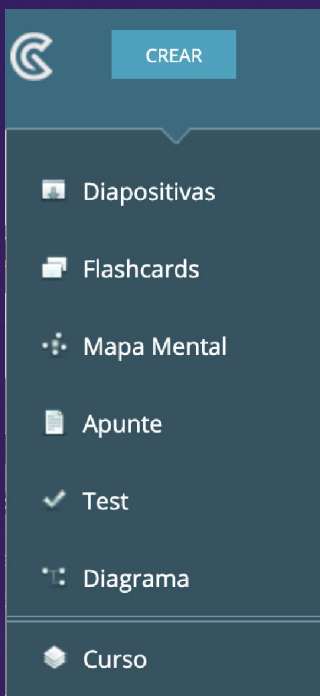 CREAR
Diapositivas
Flashcards
Mapa Mental
Apunte
Test
Diagrama
Curso